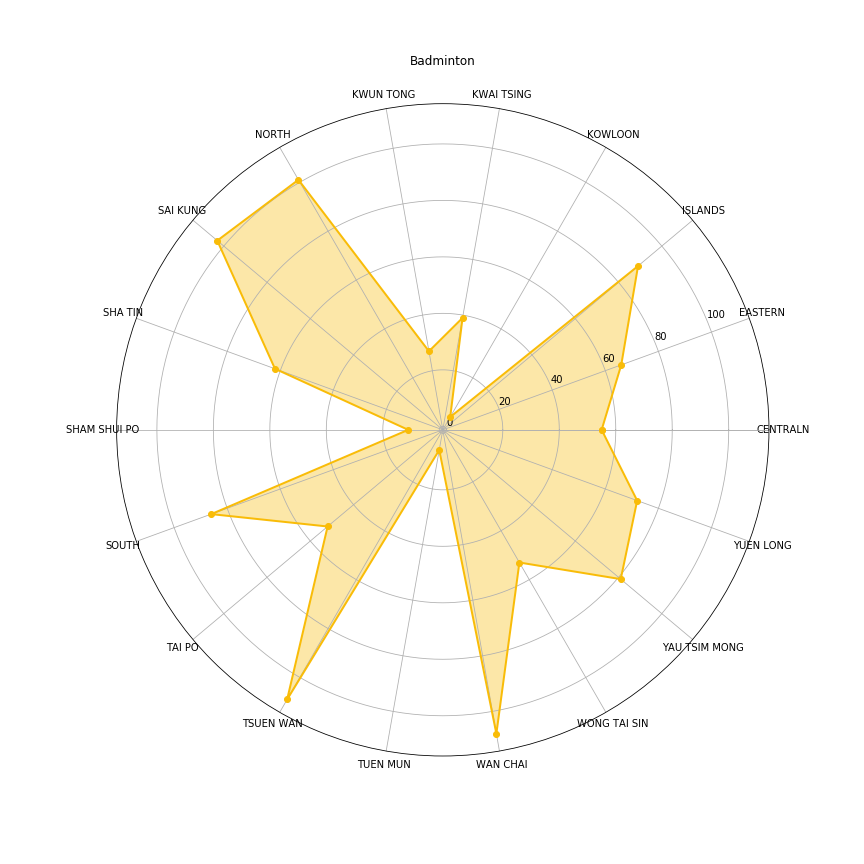 Badminton
KWUN TONG
KWAI TSING
NORTH
KOWLOON
SAI KUNG
ISLANDS
SHA TIN
EASTERN
100
80
60
40
20
0
SHAM SHUI PO
CENTRALN
SOUTH
YUEN LONG
TAI PO
YAU TSIM MONG
TSUEN WAN
WONG TAI SIN
TUEN MUN
WAN CHAI